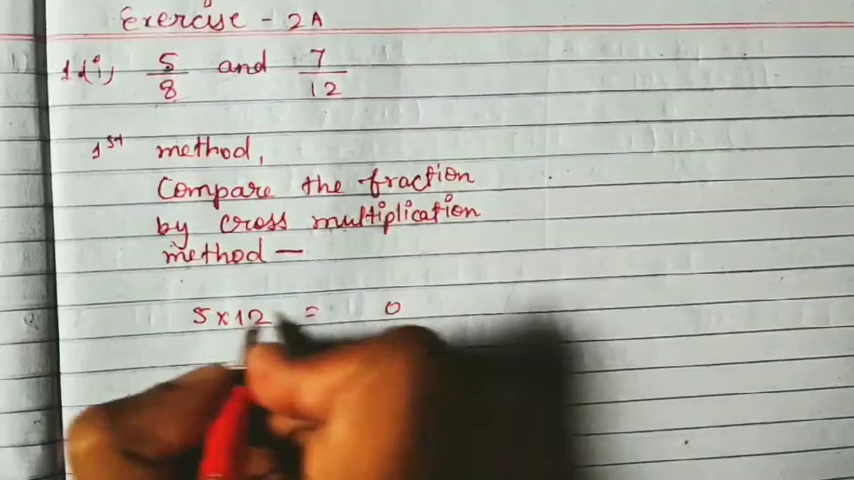 Exercise - 2A
1.(i) 5/8 and 7/12
1st method,
Compare the fraction
by cross multiplication
method —
5 × 12 = 0